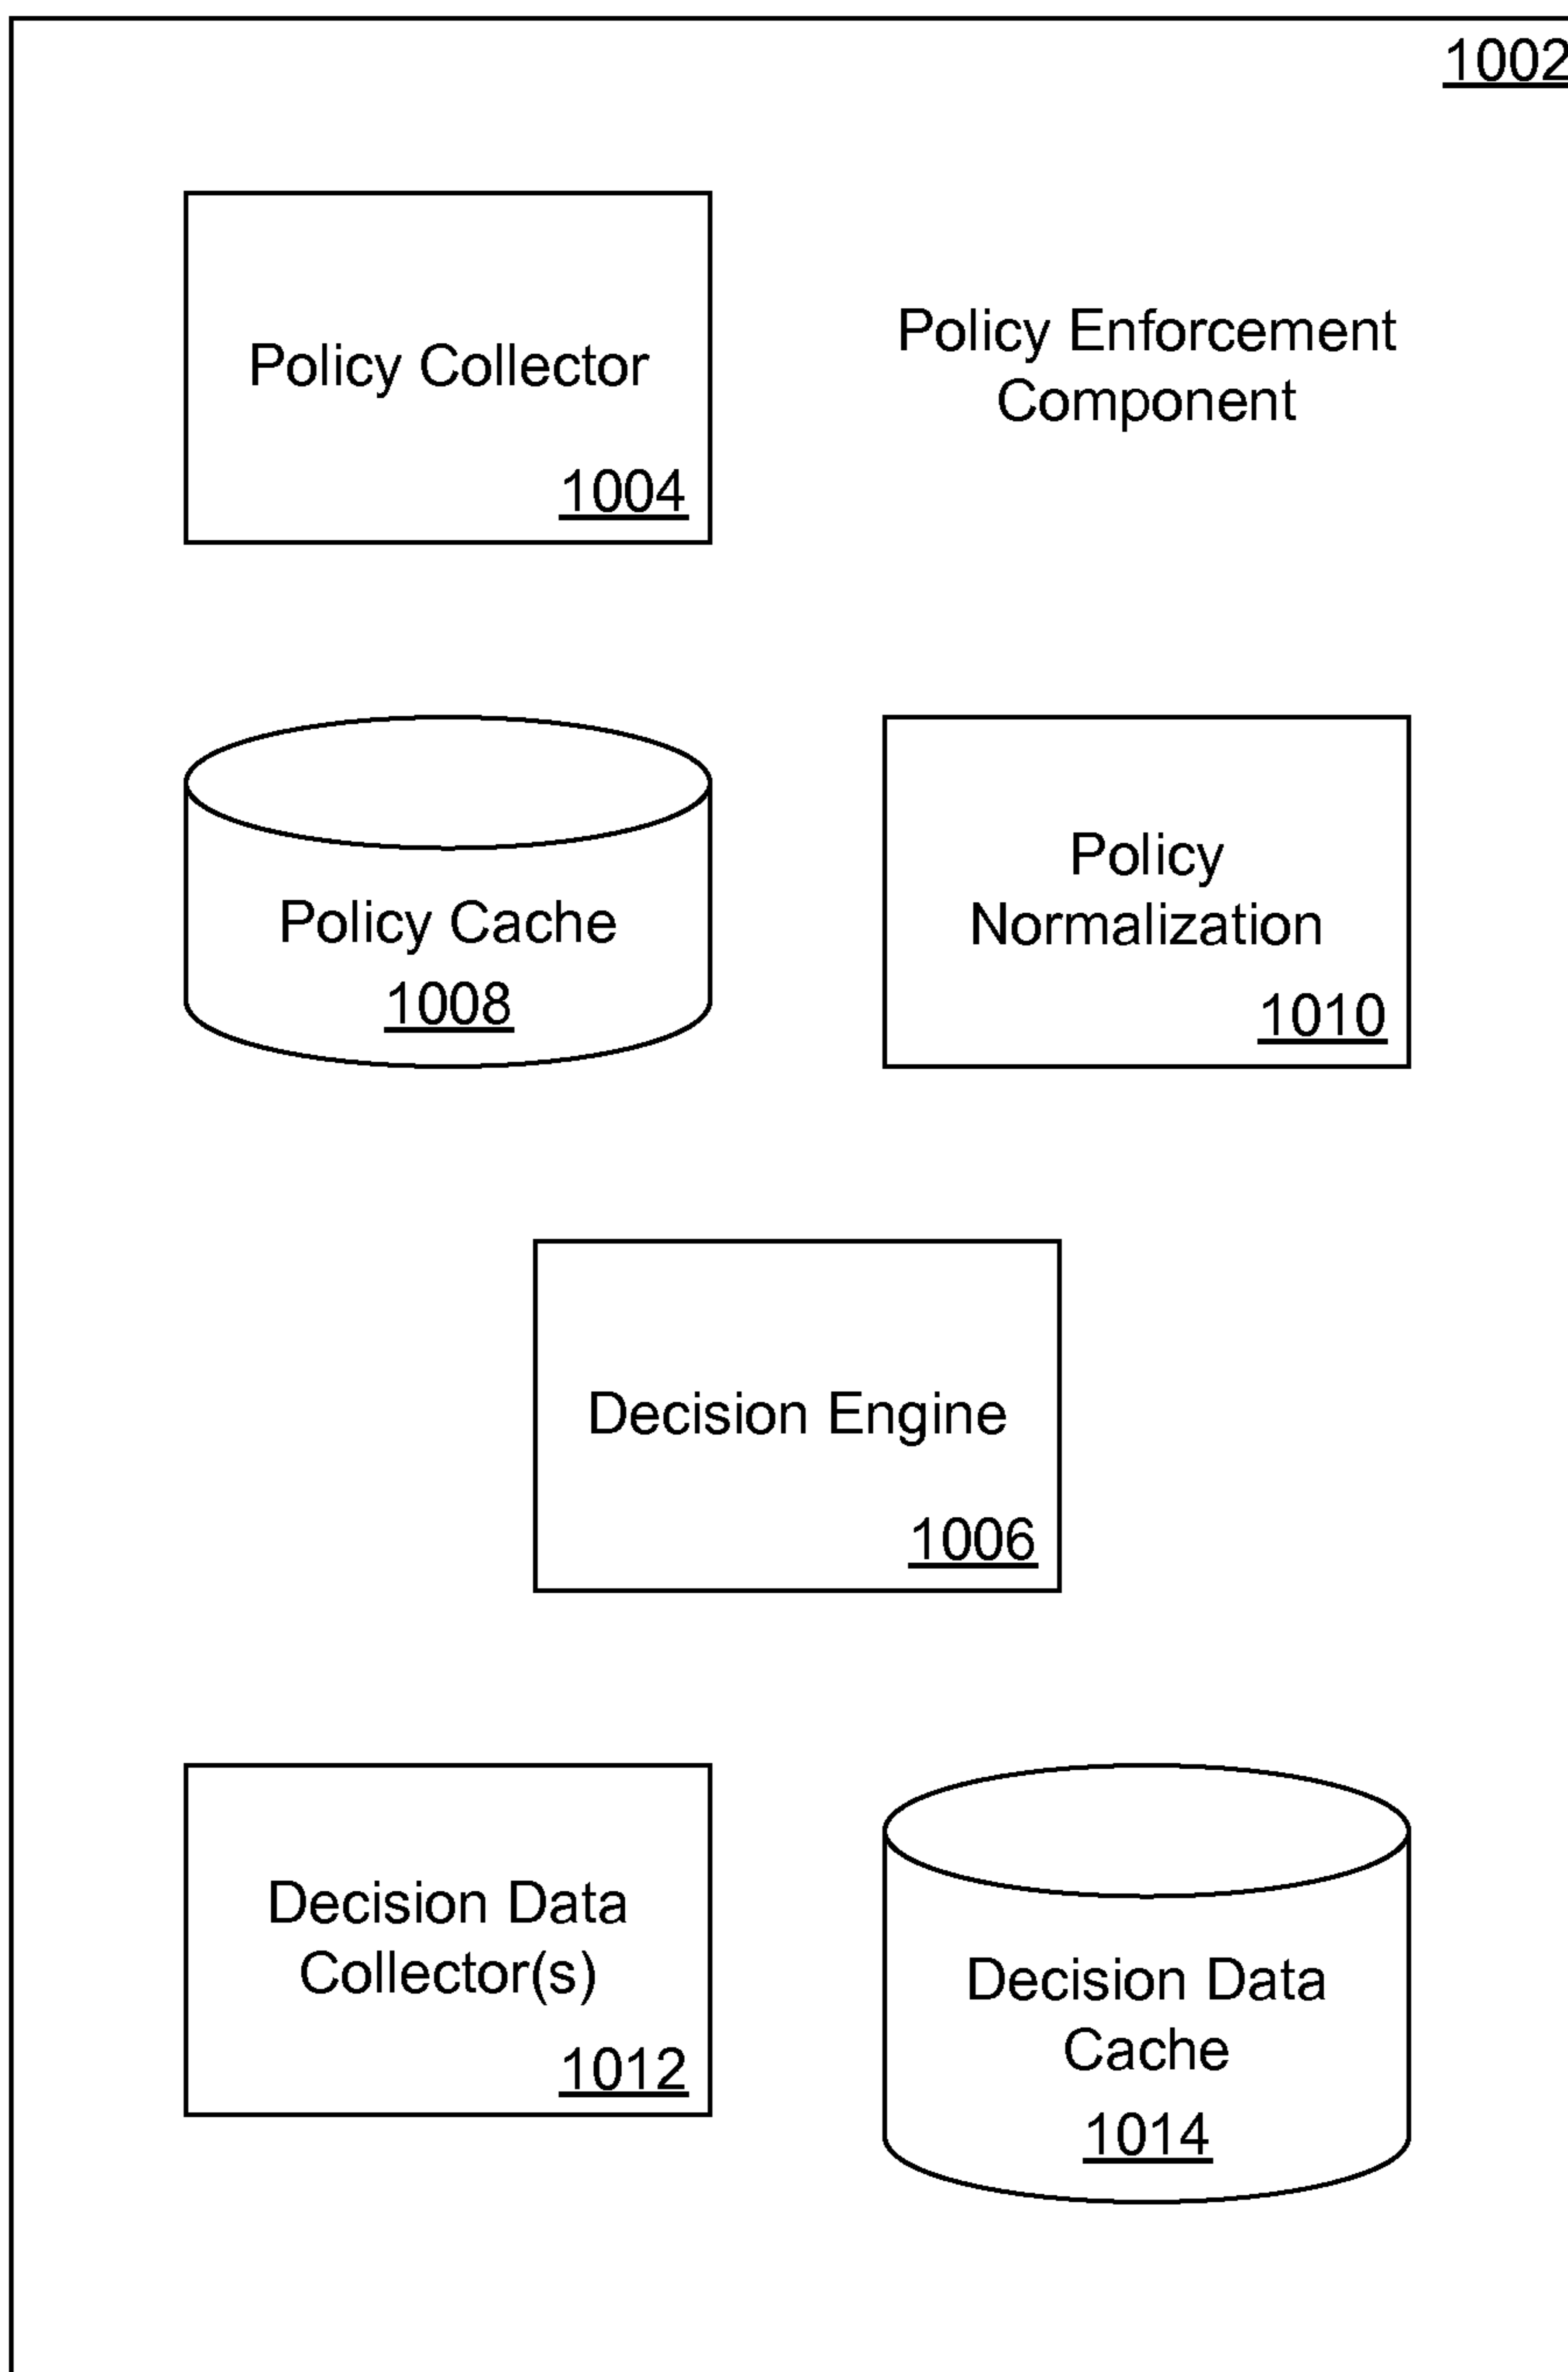 1002
Policy Collector
1004
Policy Enforcement
Component
Policy Cache
1008
Policy
Normalization
1010
Decision Engine
1006
Decision Data
Collector(s)
1012
Decision Data
Cache
1014